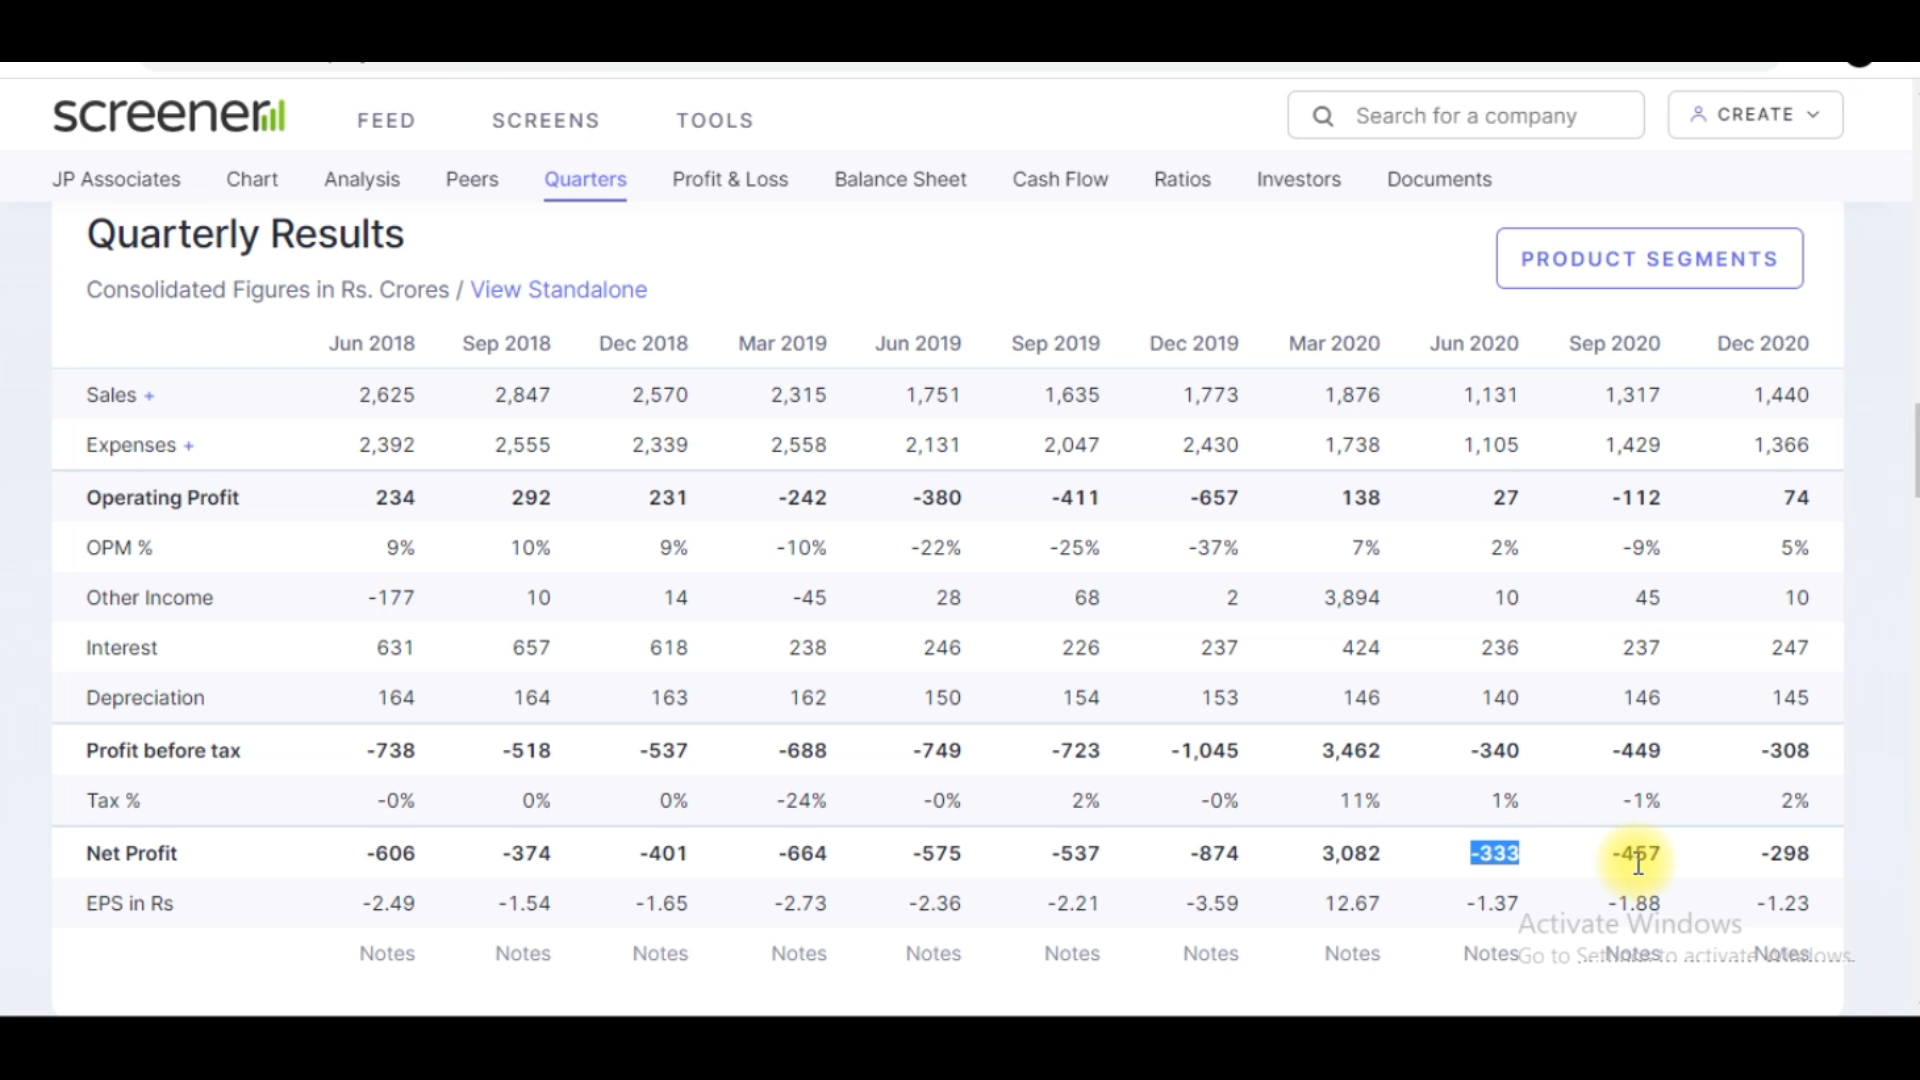 screener
FEED SCREENS TOOLS Search for a company CREATE
JP Associates Chart Analysis Peers Quarters Profit & Loss Balance Sheet Cash Flow Ratios Investors Documents
Quarterly Results
PRODUCT SEGMENTS
Consolidated Figures in Rs. Crores / View Standalone
Jun 2018 Sep 2018 Dec 2018 Mar 2019 Jun 2019 Sep 2019 Dec 2019 Mar 2020 Jun 2020 Sep 2020 Dec 2020
Sales + 2,625 2,847 2,570 2,315 1,751 1,635 1,773 1,876 1,131 1,317 1,440
Expenses + 2,392 2,555 2,339 2,558 2,131 2,047 2,430 1,738 1,105 1,429 1,366
Operating Profit 234 292 231 -242 -380 -411 -657 138 27 -112 74
OPM % 9% 10% 9% -10% -22% -25% -37% 7% 2% -9% 5%
Other Income -177 10 14 -45 28 68 2 3,894 10 45 10
Interest 631 657 618 238 246 226 237 424 236 237 247
Depreciation 164 164 163 162 150 154 153 146 140 146 145
Profit before tax -738 -518 -537 -688 -749 -723 -1,045 3,462 -340 -449 -308
Tax % -0% 0% 0% -24% -0% 2% -0% 11% 1% -1% 2%
Net Profit -606 -374 -401 -664 -575 -537 -874 3,082 -333 -457 -298
EPS in Rs -2.49 -1.54 -1.65 -2.73 -2.36 -2.21 -3.59 12.67 -1.37 -1.88 -1.23
Activate Windows
Notes Notes Notes Notes Notes Notes Notes Notes Notes Notes Notes
Go to Settings to activate Windows.